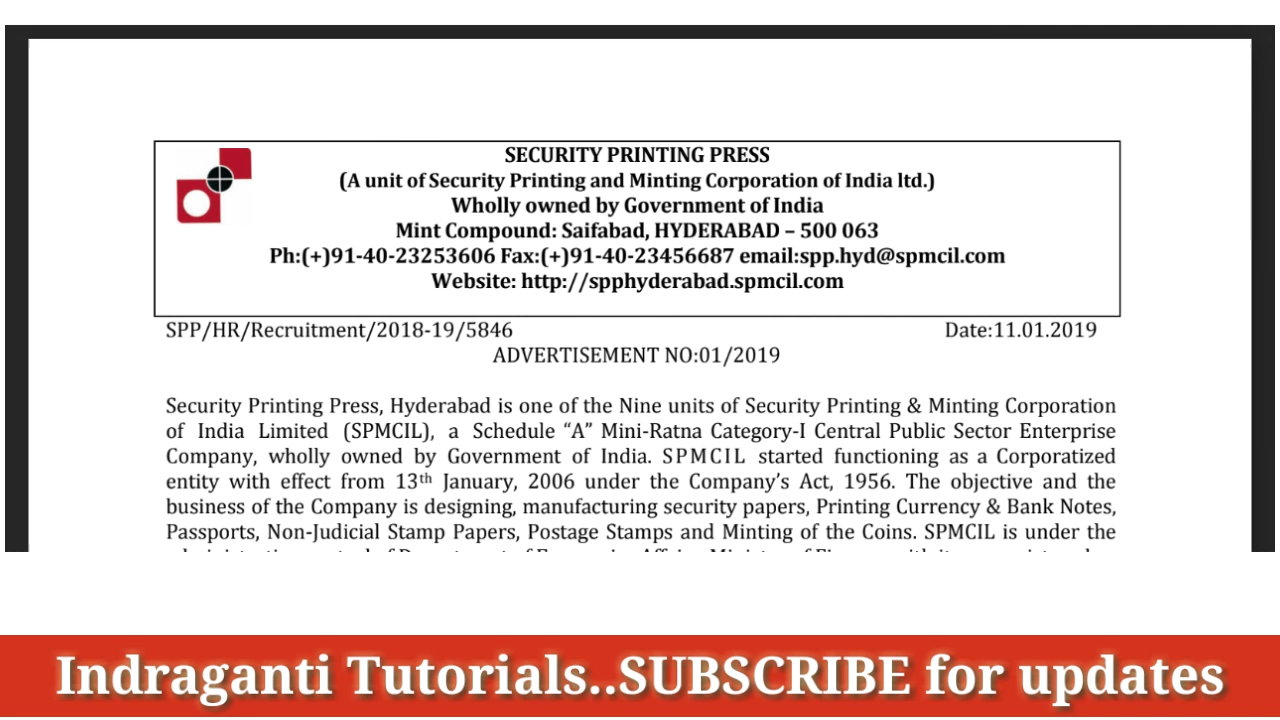 SECURITY PRINTING PRESS
(A unit of Security Printing and Minting Corporation of India ltd.)
Wholly owned by Government of India
Mint Compound: Saifabad, HYDERABAD – 500 063
Ph:(+)91-40-23253606 Fax:(+)91-40-23456687 email:spp.hyd@spmcil.com
Website: http://spphyderabad.spmcil.com
SPP/HR/Recruitment/2018-19/5846 Date:11.01.2019
ADVERTISEMENT NO:01/2019
Security Printing Press, Hyderabad is one of the Nine units of Security Printing & Minting Corporation
of India Limited (SPMCIL), a Schedule “A” Mini-Ratna Category-I Central Public Sector Enterprise
Company, wholly owned by Government of India. SPMCIL started functioning as a Corporatized
entity with effect from 13th January, 2006 under the Company’s Act, 1956. The objective and the
business of the Company is designing, manufacturing security papers, Printing Currency & Bank Notes,
Passports, Non-Judicial Stamp Papers, Postage Stamps and Minting of the Coins. SPMCIL is under the
Indraganti Tutorials..SUBSCRIBE for updates